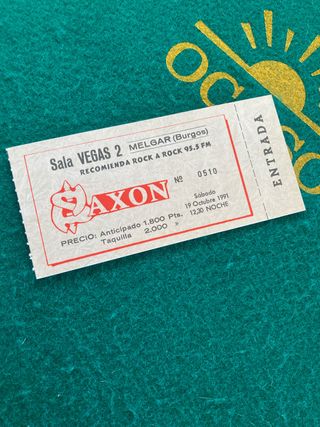 Sala VEGAS 2 MELGAR (Burgos)
RECOMIENDA ROCK A ROCK 95.5 FM
SAXON
Nº 0510
Sábado
19 Octubre 1991
12,30 NOCHE
PRECIO: Anticipado 1.800 Pts.
Taquilla 2.000 »
ENTRADA